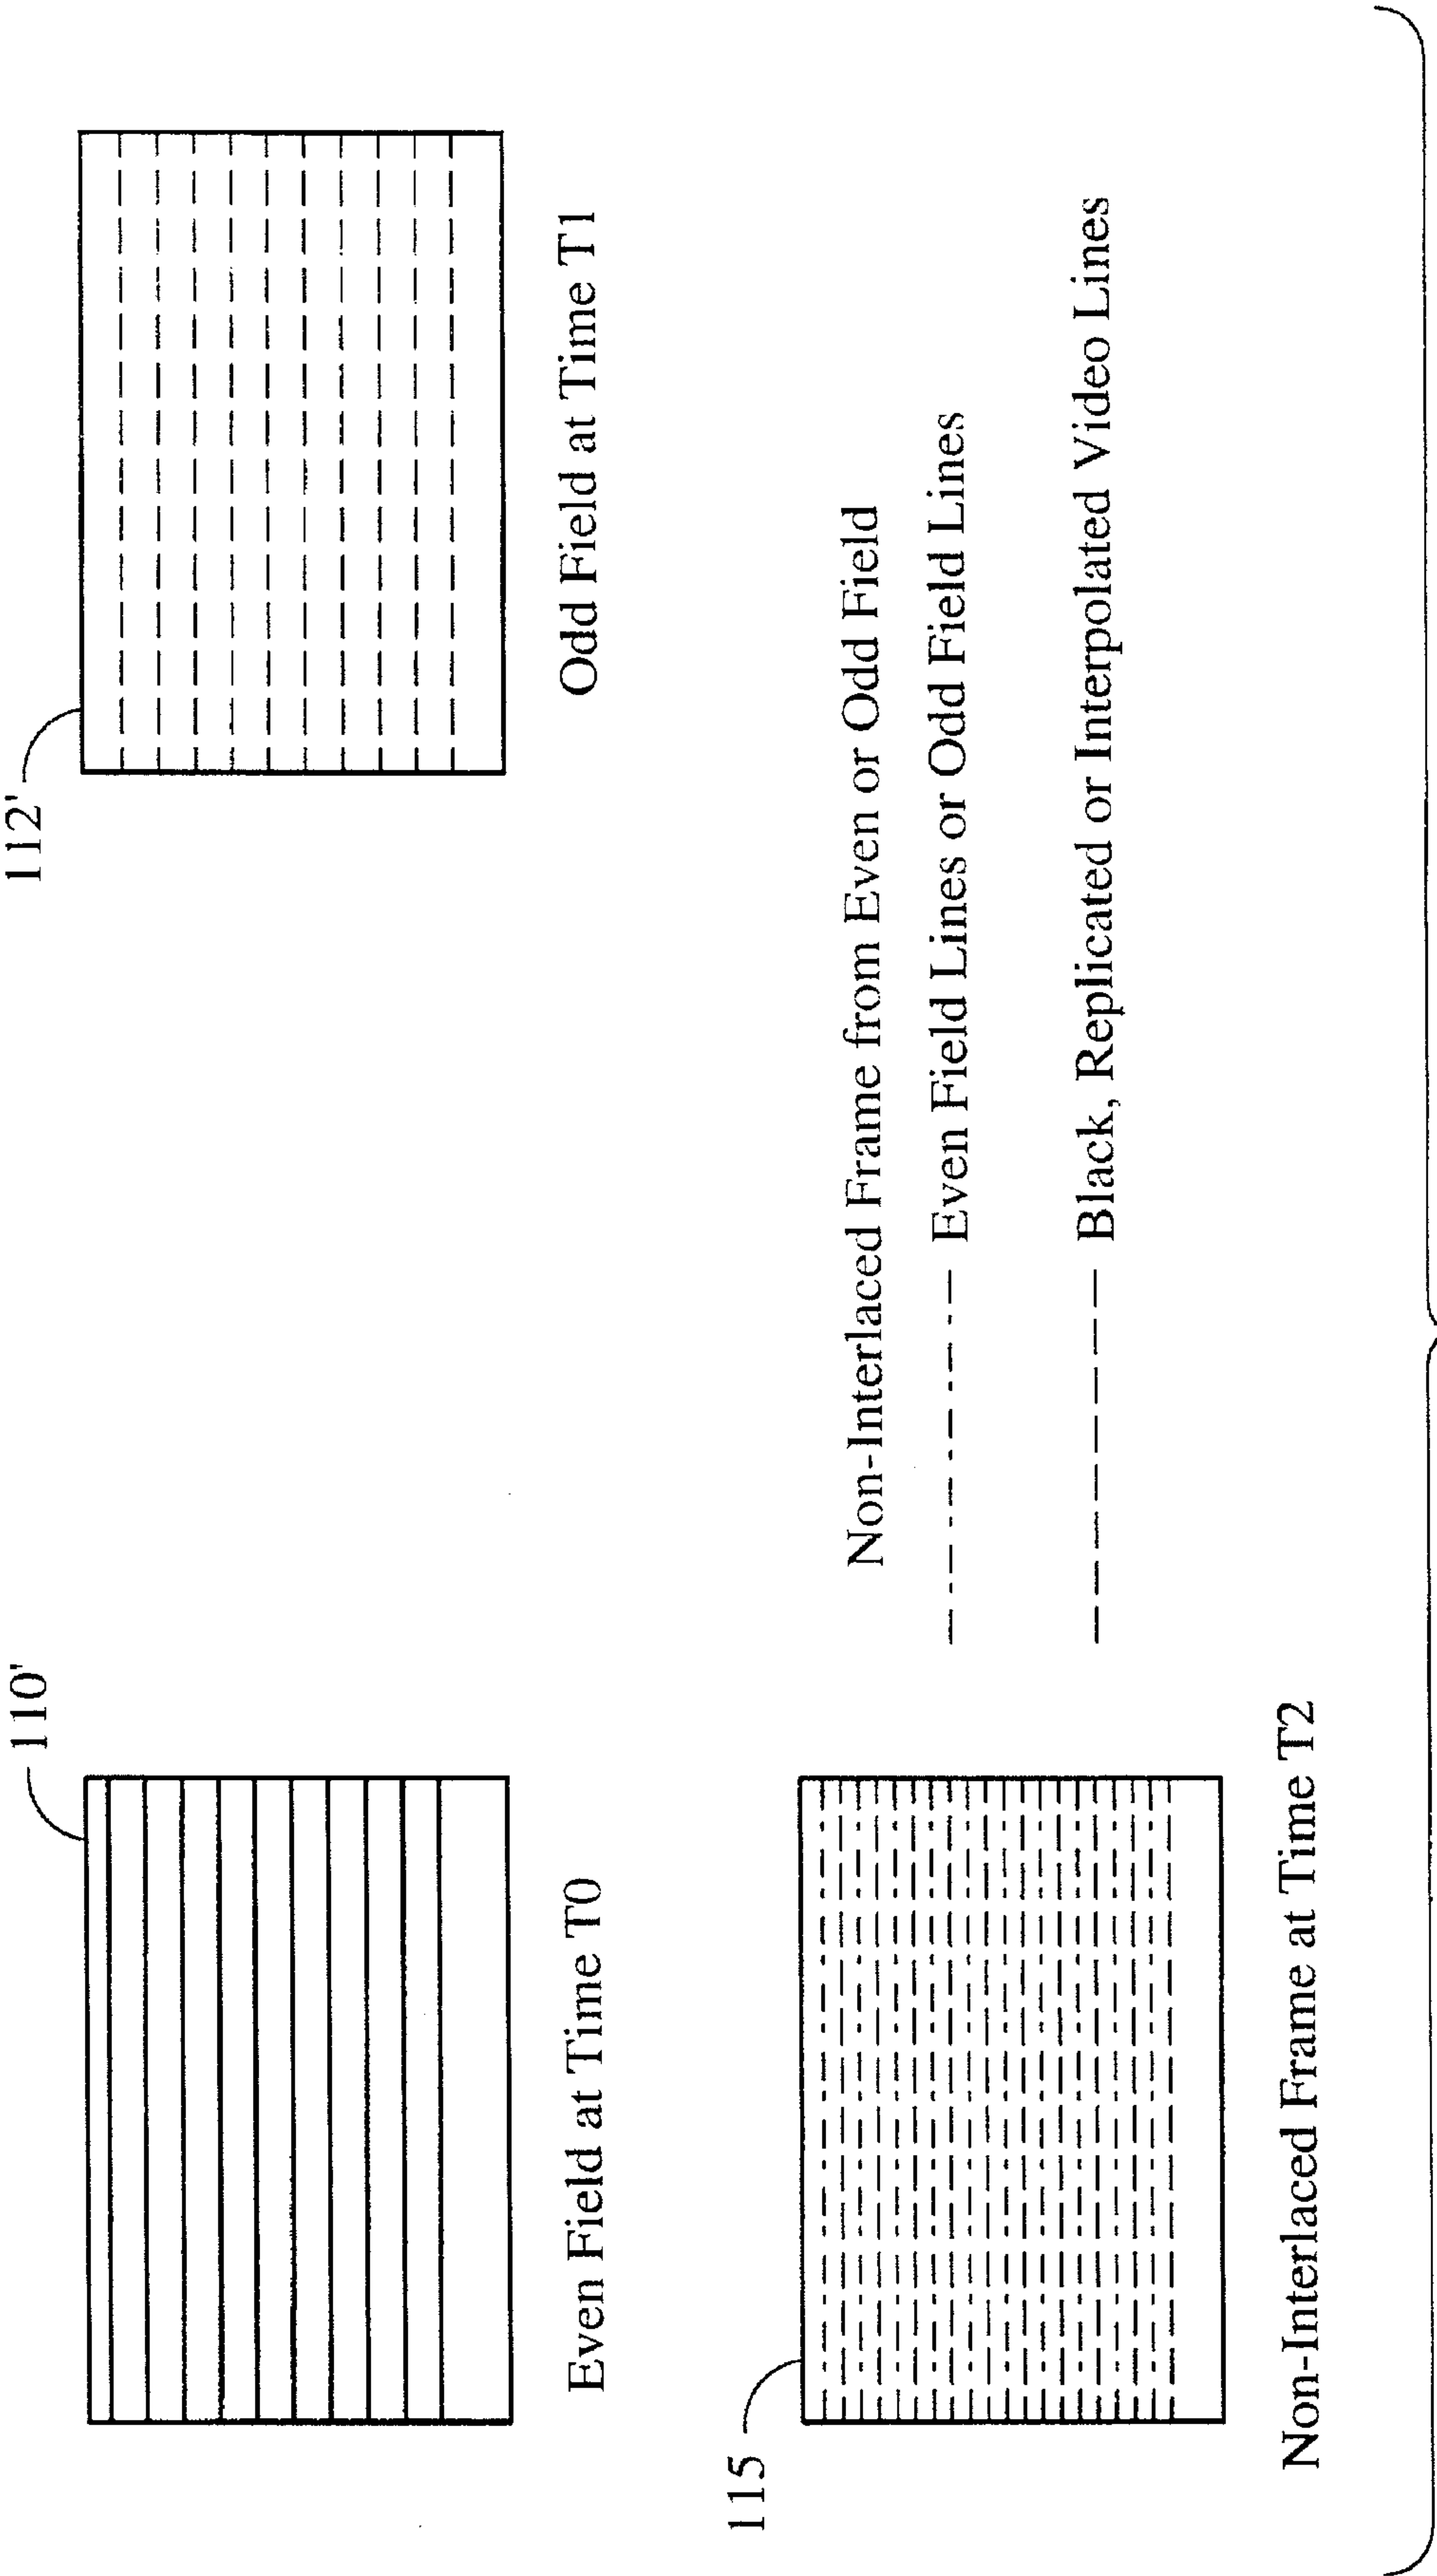 110'
112'
Even Field at Time T0
Odd Field at Time T1
115
Non-Interlaced Frame from Even or Odd Field
Even Field Lines or Odd Field Lines
Black, Replicated or Interpolated Video Lines
Non-Interlaced Frame at Time T2